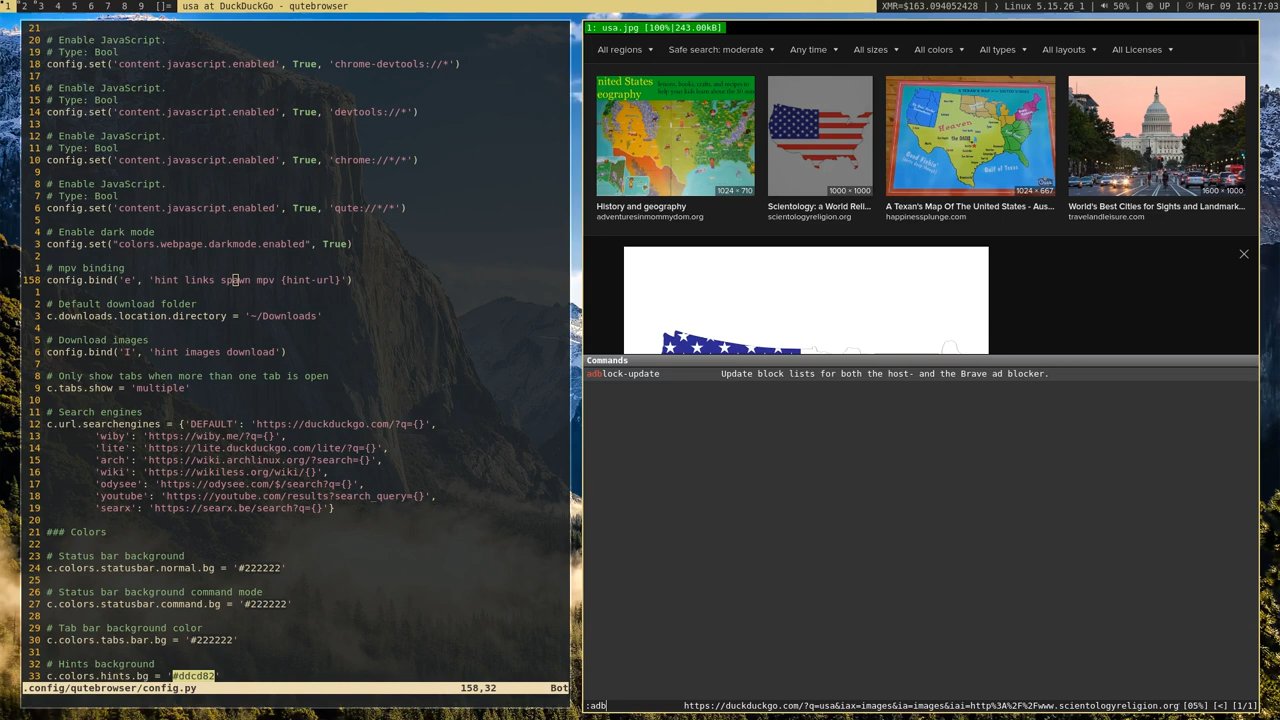 1 2 3 4 5 6 7 8 9 []= usa at DuckDuckGo - qutebrowser XMR=$163.094052428 | ⟩ Linux 5.15.26_1 | 50% | UP | Mar 09 16:17:03
21
20 # Enable JavaScript.
19 # Type: Bool
18 config.set('content.javascript.enabled', True, 'chrome-devtools://*')
17
16 # Enable JavaScript.
15 # Type: Bool
14 config.set('content.javascript.enabled', True, 'devtools://*')
13
12 # Enable JavaScript.
11 # Type: Bool
10 config.set('content.javascript.enabled', True, 'chrome://*/*')
9
8 # Enable JavaScript.
7 # Type: Bool
6 config.set('content.javascript.enabled', True, 'qute://*/*')
5
4 # Enable dark mode
3 config.set("colors.webpage.darkmode.enabled", True)
2
1 # mpv binding
158 config.bind('e', 'hint links spawn mpv {hint-url}')
1
2 # Default download folder
3 c.downloads.location.directory = '~/Downloads'
4
5 # Download images
6 config.bind('I', 'hint images download')
7
8 # Only show tabs when more than one tab is open
9 c.tabs.show = 'multiple'
10
11 # Search engines
12 c.url.searchengines = {'DEFAULT': 'https://duckduckgo.com/?q={}',
13 'wiby': 'https://wiby.me/?q={}',
14 'lite': 'https://lite.duckduckgo.com/lite/?q={}',
15 'arch': 'https://wiki.archlinux.org/?search={}',
16 'wiki': 'https://wikiless.org/wiki/{}',
17 'odysee': 'https://odysee.com/$/search?q={}',
18 'youtube': 'https://youtube.com/results?search_query={}',
19 'searx': 'https://searx.be/search?q={}'}
20
21 ### Colors
22
23 # Status bar background
24 c.colors.statusbar.normal.bg = '#222222'
25
26 # Status bar background command mode
27 c.colors.statusbar.command.bg = '#222222'
28
29 # Tab bar background color
30 c.colors.tabs.bar.bg = '#222222'
31
32 # Hints background
33 c.colors.hints.bg = '#ddcd82'
.config/qutebrowser/config.py 158,32 Bot
1: usa.jpg [100%|243.00kB]
All regions Safe search: moderate Any time All sizes All colors All types All layouts All Licenses
nited States
eography
1024 × 710 1000 × 1000 1024 × 667 1600 × 1000
History and geography Scientology: a World Reli... A Texan's Map Of The United States - Aus... World's Best Cities for Sights and Landmark...
adventuresinmommydom.org scientologyreligion.org happinessplunge.com travelandleisure.com
Commands
adblock-update Update block lists for both the host- and the Brave ad blocker.
:adb https://duckduckgo.com/?q=usa&iax=images&ia=images&iai=http%3A%2F%2Fwww.scientologyreligion.org [05%] [<] [1/1]